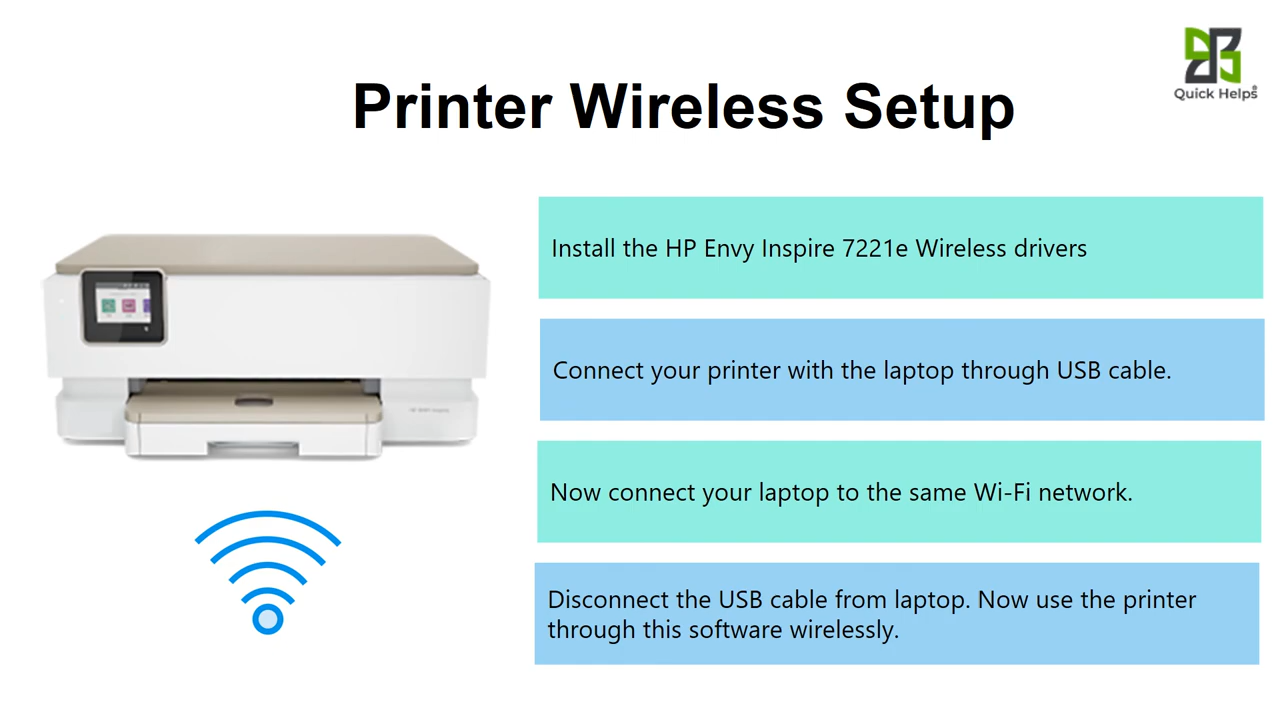 Quick Helps
Printer Wireless Setup
Install the HP Envy Inspire 7221e Wireless drivers
Connect your printer with the laptop through USB cable.
Now connect your laptop to the same Wi-Fi network.
Disconnect the USB cable from laptop. Now use the printer
through this software wirelessly.